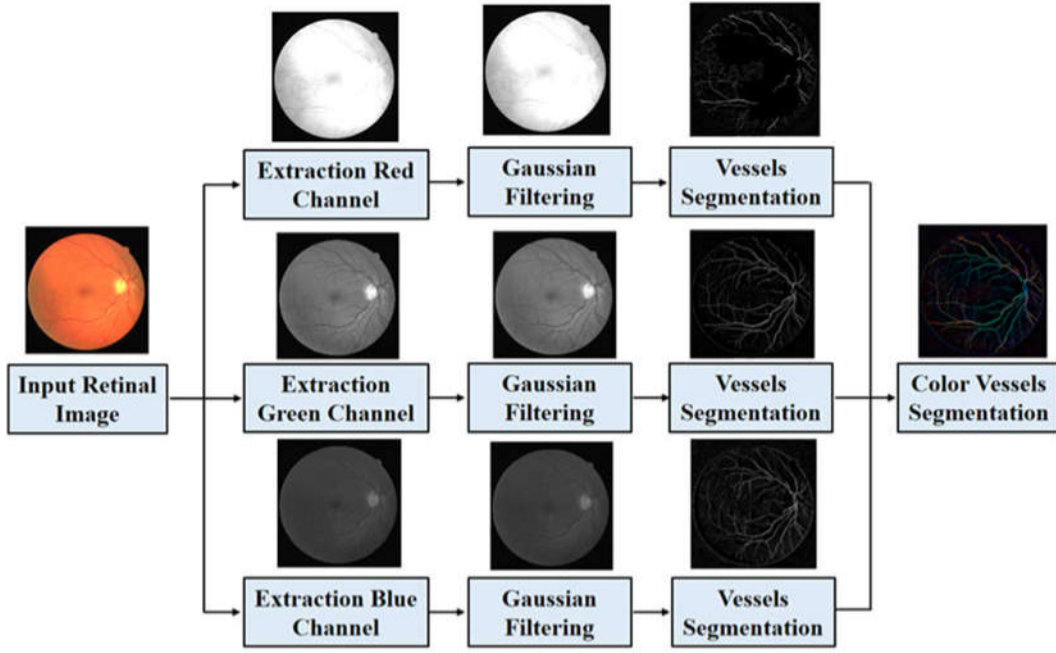 Extraction Red
Channel
Gaussian
Filtering
Vessels
Segmentation
Input Retinal
Image
Extraction
Green Channel
Gaussian
Filtering
Vessels
Segmentation
Color Vessels
Segmentation
Extraction Blue
Channel
Gaussian
Filtering
Vessels
Segmentation